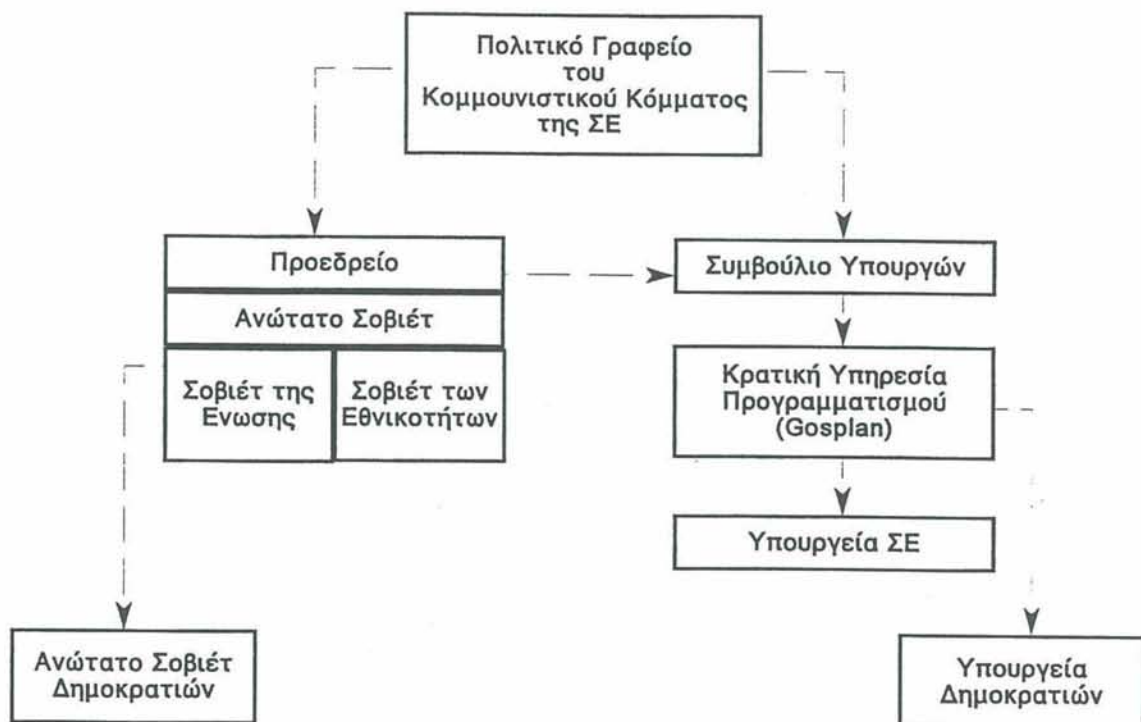 Πολιτικό Γραφείο
του
Κομμουνιστικού Κόμματος
της ΣΕ
Προεδρείο
Συμβούλιο Υπουργών
Ανώτατο Σοβιέτ
Σοβιέτ της
Ενωσης
Σοβιέτ των
Εθνικοτήτων
Κρατική Υπηρεσία
Προγραμματισμού
(Gosplan)
Υπουργεία ΣΕ
Ανώτατο Σοβιέτ
Δημοκρατιών
Υπουργεία
Δημοκρατιών